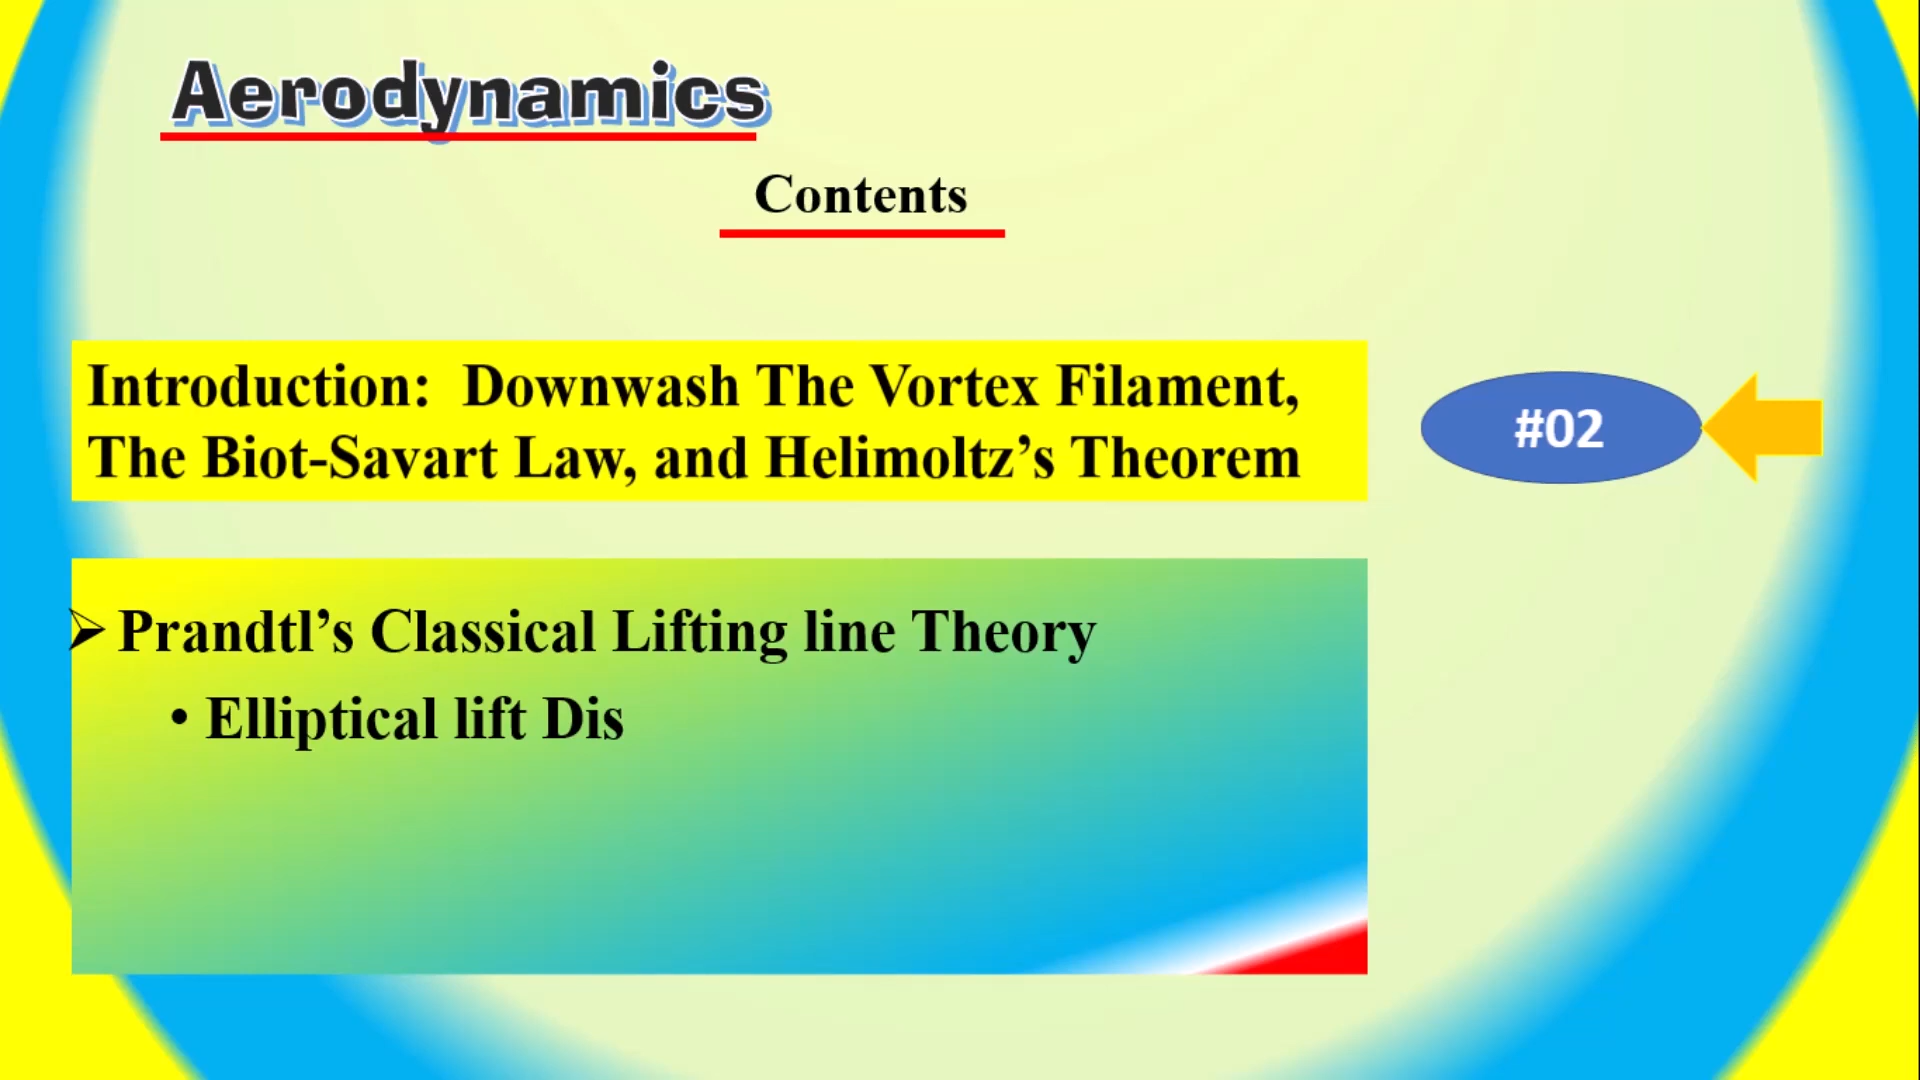 Aerodynamics
Contents
Introduction:  Downwash The Vortex Filament,
The Biot-Savart Law, and Helimoltz’s Theorem
#02
➢ Prandtl’s Classical Lifting line Theory
• Elliptical lift Dis